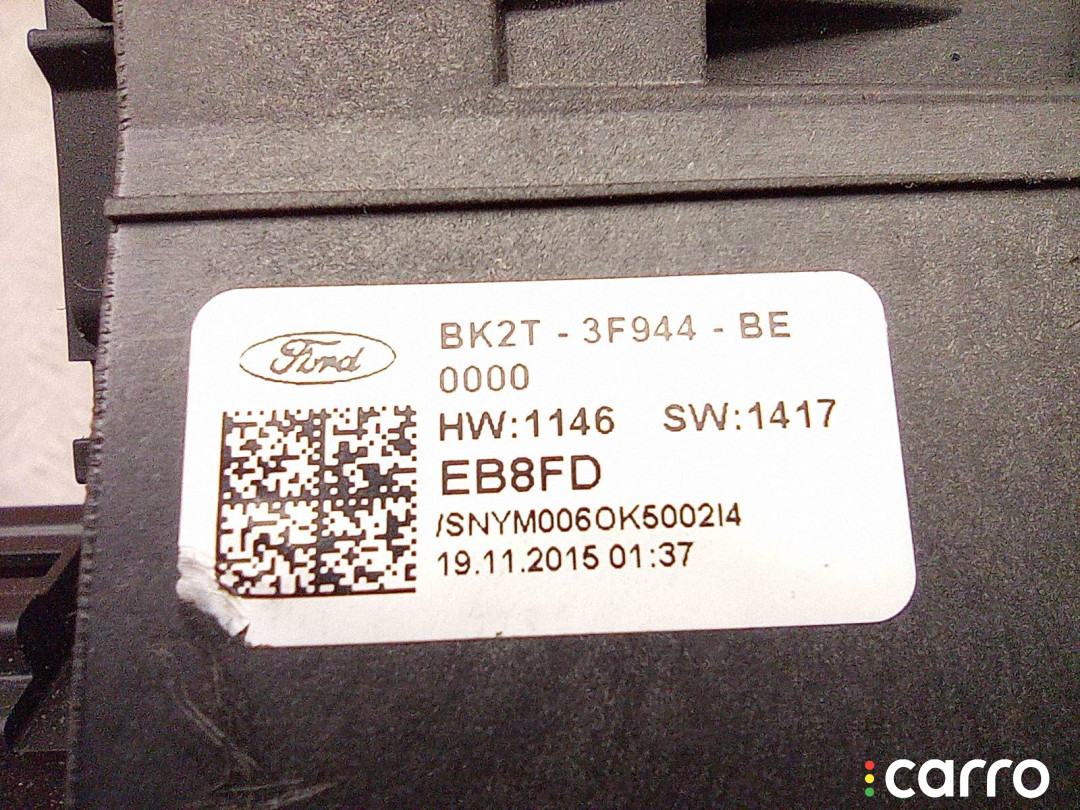 Ford
BK2T - 3F944 - BE
0000
HW:1146 SW:1417
EB8FD
/SNYM006OK5002I4
19.11.2015 01:37
carro